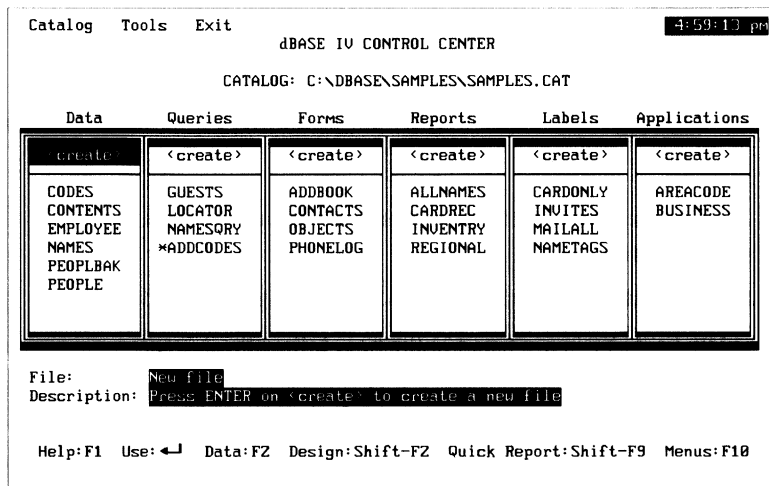 Catalog Tools Exit 4:59:13 pm
dBASE IV CONTROL CENTER
CATALOG: C:\DBASE\SAMPLES\SAMPLES.CAT
Data Queries Forms Reports Labels Applications
<create> <create> <create> <create> <create> <create>
CODES GUESTS ADDBOOK ALLNAMES CARDONLY AREACODE
CONTENTS LOCATOR CONTACTS CARDREC INVITES BUSINESS
EMPLOYEE NAMESQRY OBJECTS INVENTRY MAILALL
NAMES *ADDCODES PHONELOG REGIONAL NAMETAGS
PEOPLBAK
PEOPLE
File: New file
Description: Press ENTER on <create> to create a new file
Help:F1 Use:↵ Data:F2 Design:Shift-F2 Quick Report:Shift-F9 Menus:F10